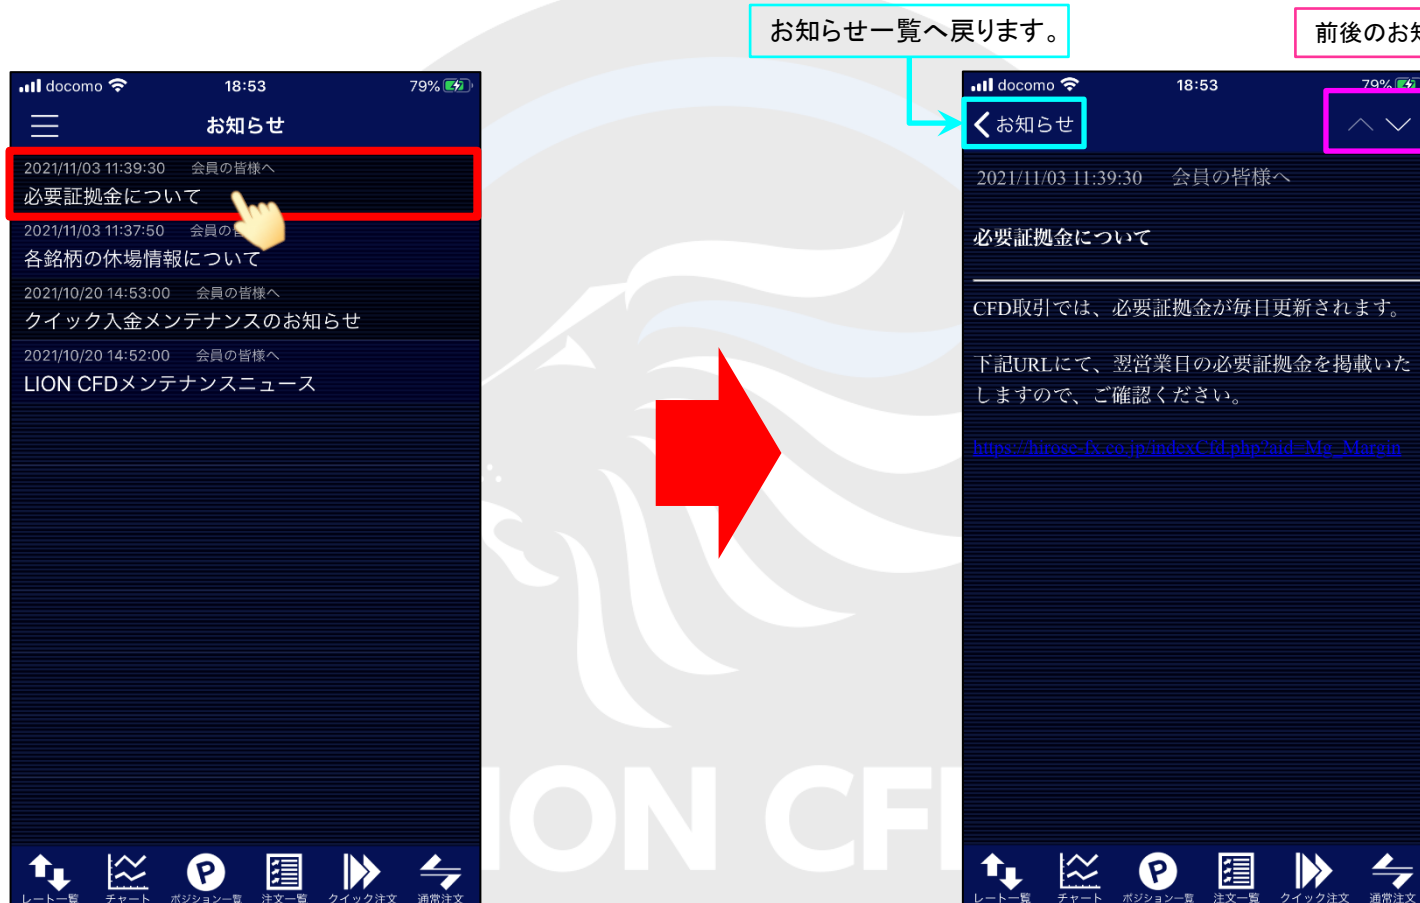 お知らせ一覧へ戻ります。
前後のお知
docomo 18:53 79%
お知らせ
2021/11/03 11:39:30 会員の皆様へ
必要証拠金について
2021/11/03 11:37:50 会員の
各銘柄の休場情報について
2021/10/20 14:53:00 会員の皆様へ
クイック入金メンテナンスのお知らせ
2021/10/20 14:52:00 会員の皆様へ
LION CFDメンテナンスニュース
レート一覧 チャート ポジション一覧 注文一覧 クイック注文 通常注文
docomo 18:53 79%
お知らせ
2021/11/03 11:39:30 会員の皆様へ
必要証拠金について
CFD取引では、必要証拠金が毎日更新されます。
下記URLにて、翌営業日の必要証拠金を掲載いた
しますので、ご確認ください。
https://hirose-fx.co.jp/indexCfd.php?aid=Mg_Margin
レート一覧 チャート ポジション一覧 注文一覧 クイック注文 通常注文
ION CF